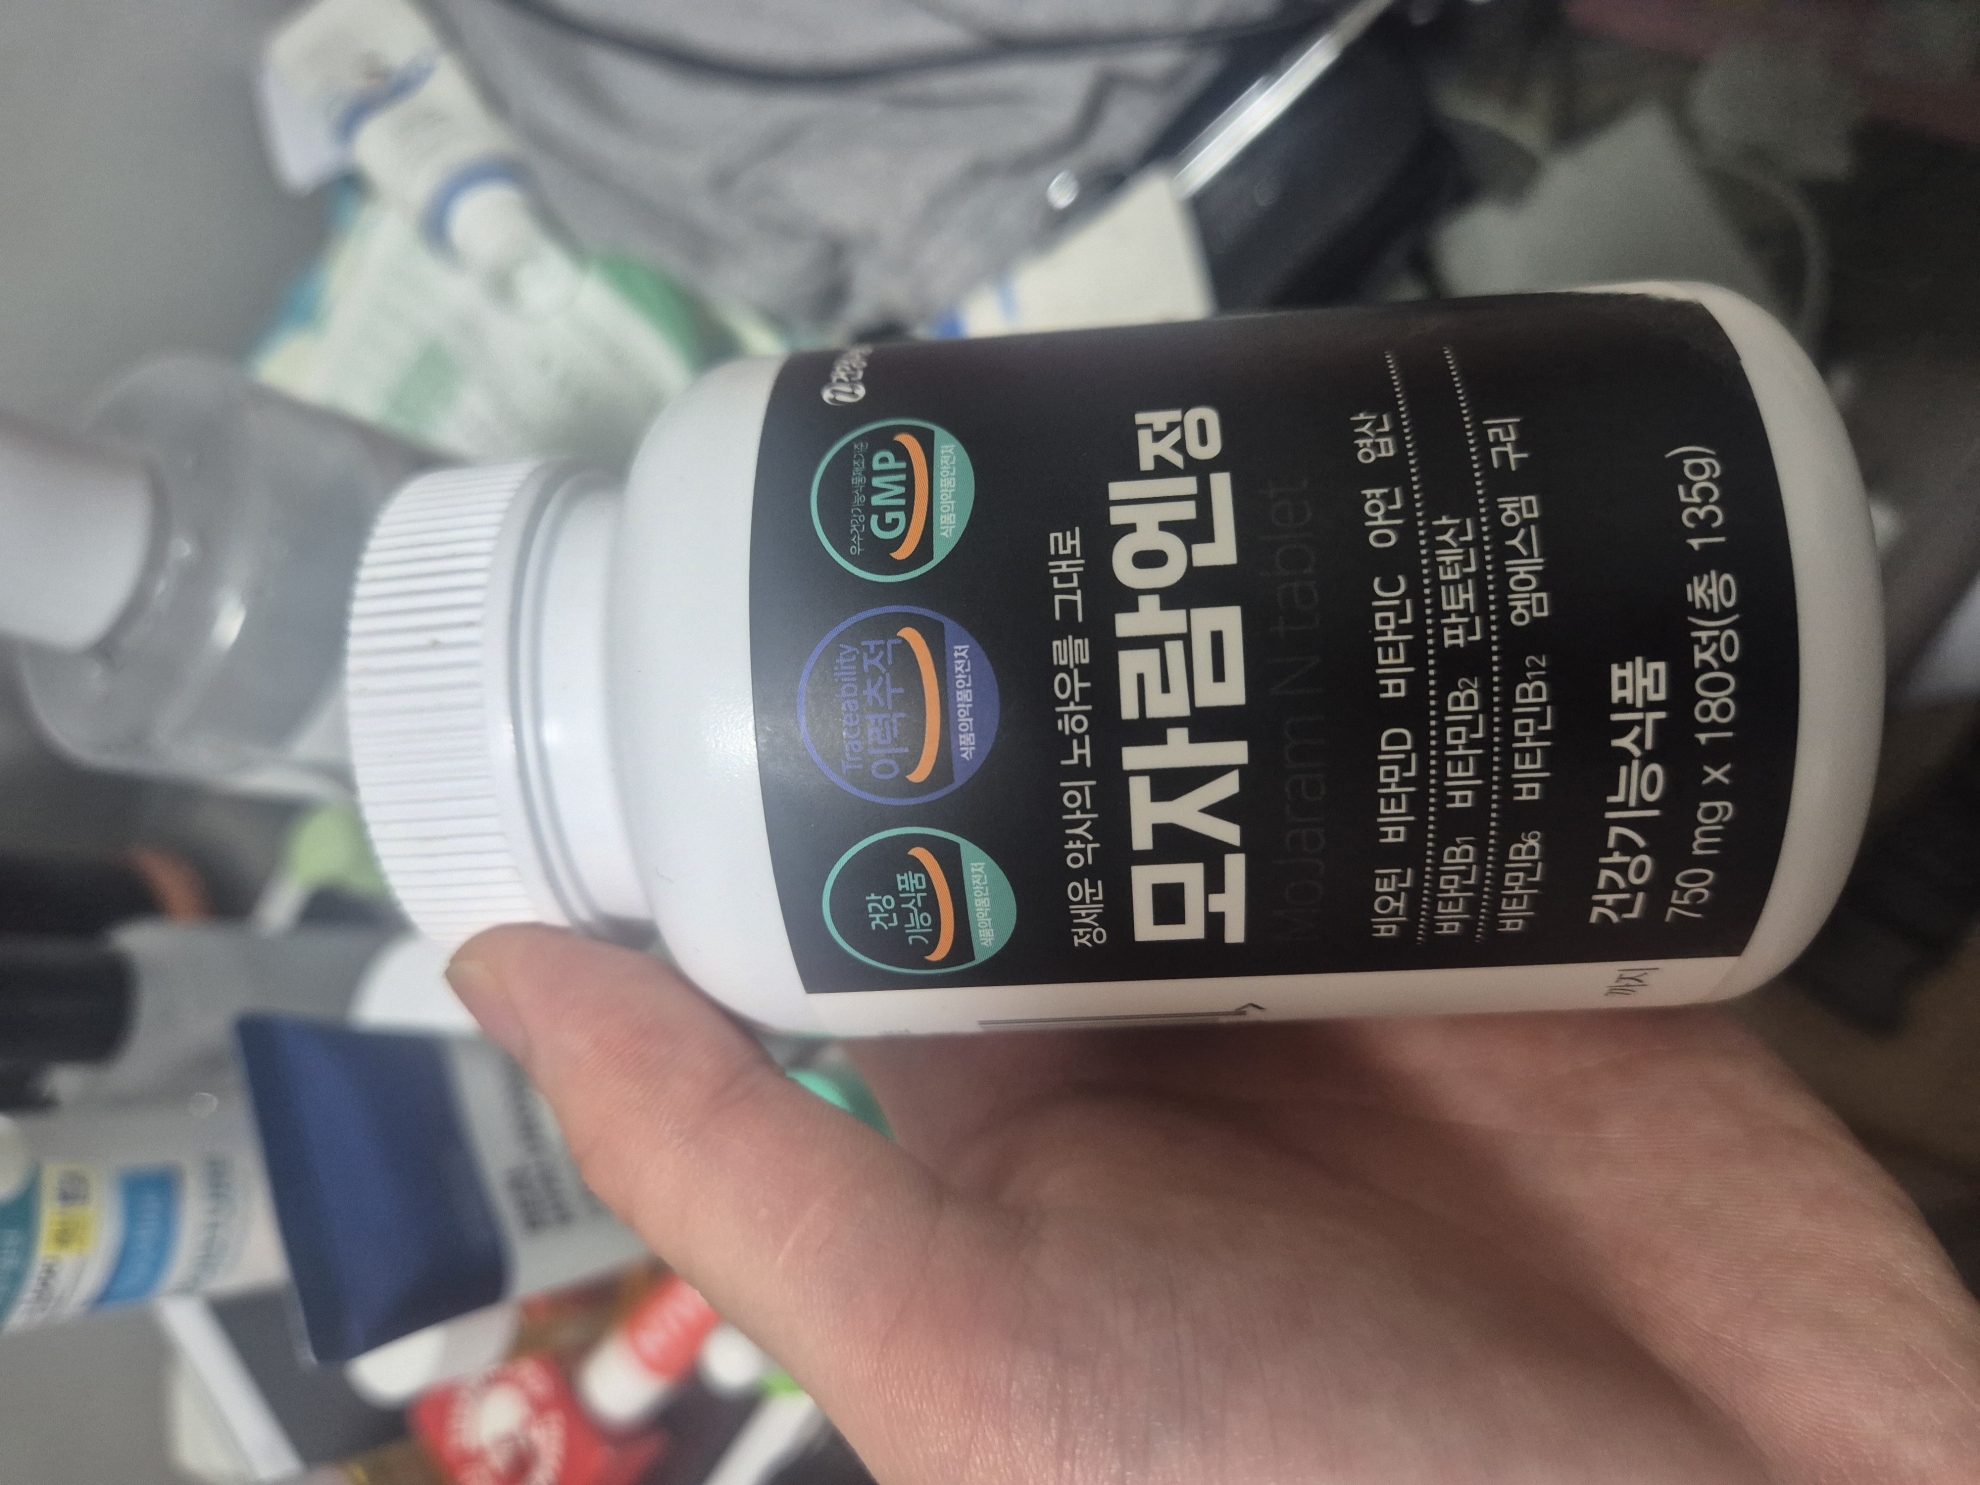 건강
기능식품
식품의약품안전처
Traceability
이력추적
식품의약품안전처
우수건강기능식품제조기준
GMP
식품의약품안전처
정세운 약사의 노하우를 그대로
모자람엔정
MoJaram N tablet
비오틴 비타민D 비타민C 아연 엽산
비타민B1 비타민B2 판토텐산
비타민B6 비타민B12 엠에스엠 구리
건강기능식품
750 mg x 180정(총 135g)
까지